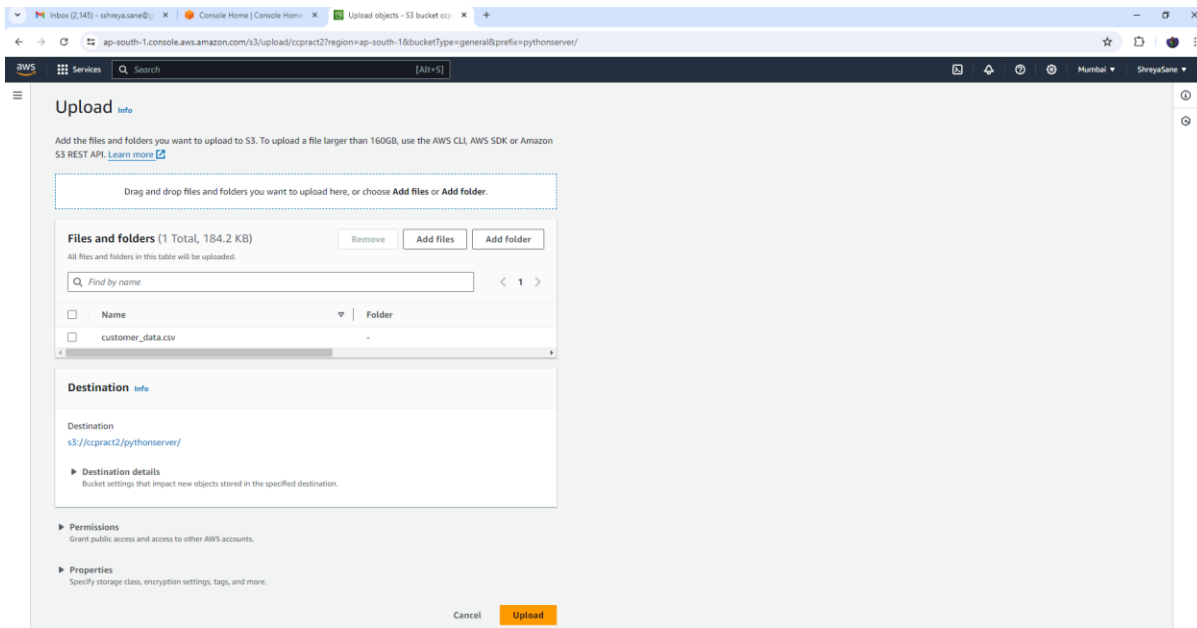 Inbox (2,145) - sshreya.sane@g
Console Home | Console Home
Upload objects - S3 bucket ccp
ap-south-1.console.aws.amazon.com/s3/upload/ccpract2?region=ap-south-1&bucketType=general&prefix=pythonserver/
aws Services Search [Alt+S] Mumbai ShreyaSane
Upload Info
Add the files and folders you want to upload to S3. To upload a file larger than 160GB, use the AWS CLI, AWS SDK or Amazon
S3 REST API. Learn more
Drag and drop files and folders you want to upload here, or choose Add files or Add folder.
Files and folders (1 Total, 184.2 KB) Remove Add files Add folder
All files and folders in this table will be uploaded.
Find by name 1
Name Folder
customer_data.csv -
Destination Info
Destination
s3://ccpract2/pythonserver/
Destination details
Bucket settings that impact new objects stored in the specified destination.
Permissions
Grant public access and access to other AWS accounts.
Properties
Specify storage class, encryption settings, tags, and more.
Cancel Upload